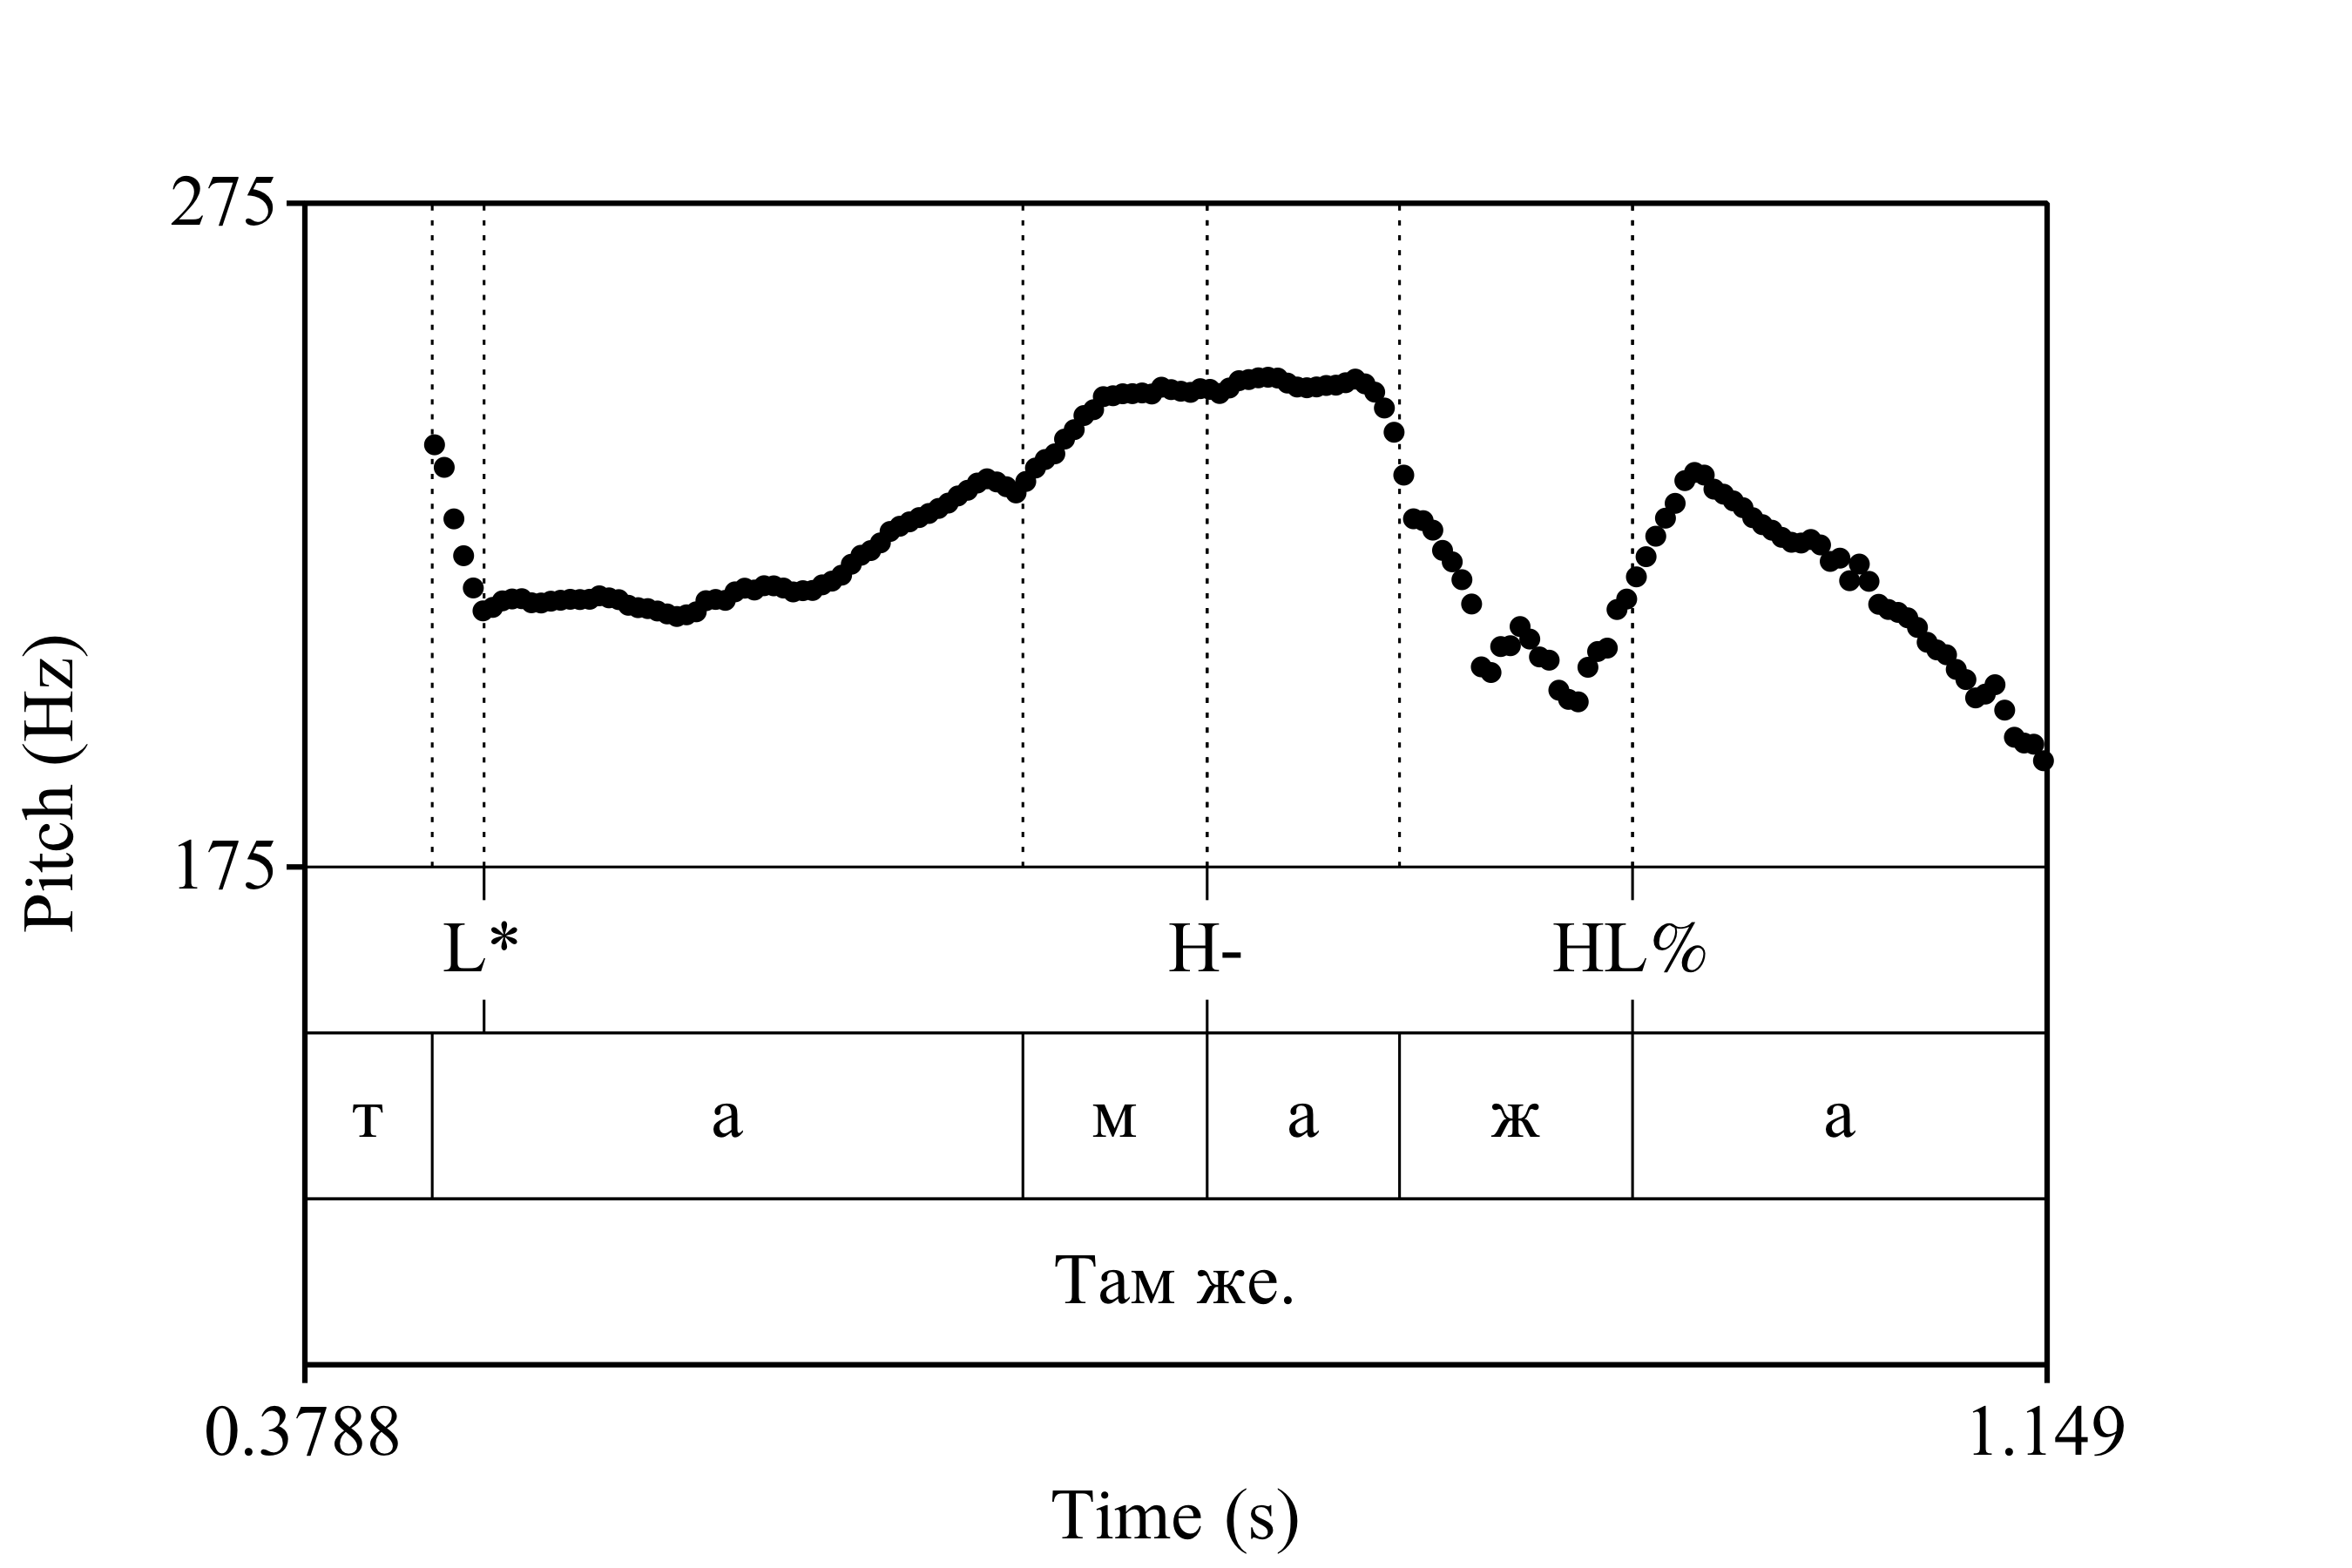 275
Pitch (Hz)
175
L* H- HL%
т а м а ж а
Там же.
0.3788 1.149
Time (s)